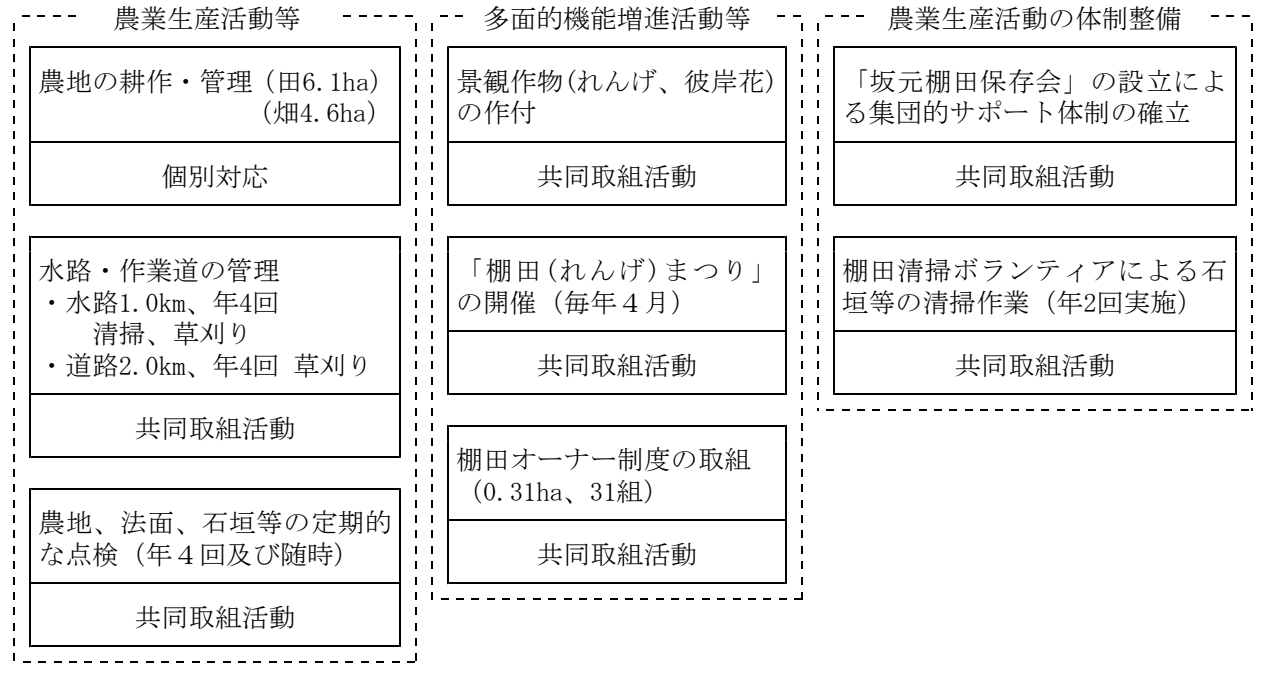 農業生産活動等
農地の耕作・管理（田6.1ha）
（畑4.6ha）
個別対応
水路・作業道の管理
・水路1.0km、年4回
清掃、草刈り
・道路2.0km、年4回 草刈り
共同取組活動
農地、法面、石垣等の定期的
な点検（年４回及び随時）
共同取組活動
多面的機能増進活動等
景観作物(れんげ、彼岸花)
の作付
共同取組活動
「棚田(れんげ)まつり」
の開催（毎年４月）
共同取組活動
棚田オーナー制度の取組
（0.31ha、31組）
共同取組活動
農業生産活動の体制整備
「坂元棚田保存会」の設立によ
る集団的サポート体制の確立
共同取組活動
棚田清掃ボランティアによる石
垣等の清掃作業（年2回実施）
共同取組活動